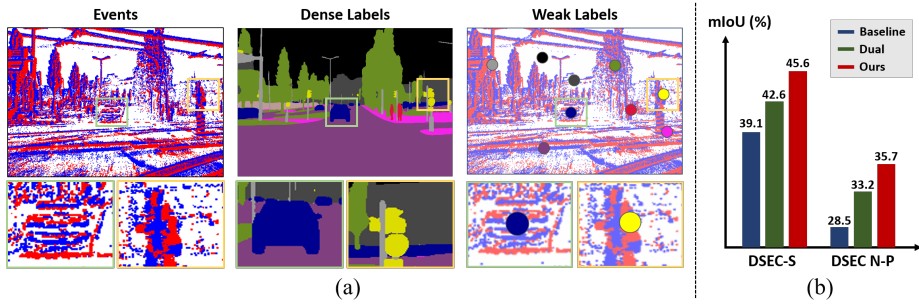 Events
Dense Labels
Weak Labels
(a)
mIoU (%)
Baseline
Dual
Ours
39.1
42.6
45.6
28.5
33.2
35.7
DSEC-S
DSEC N-P
(b)